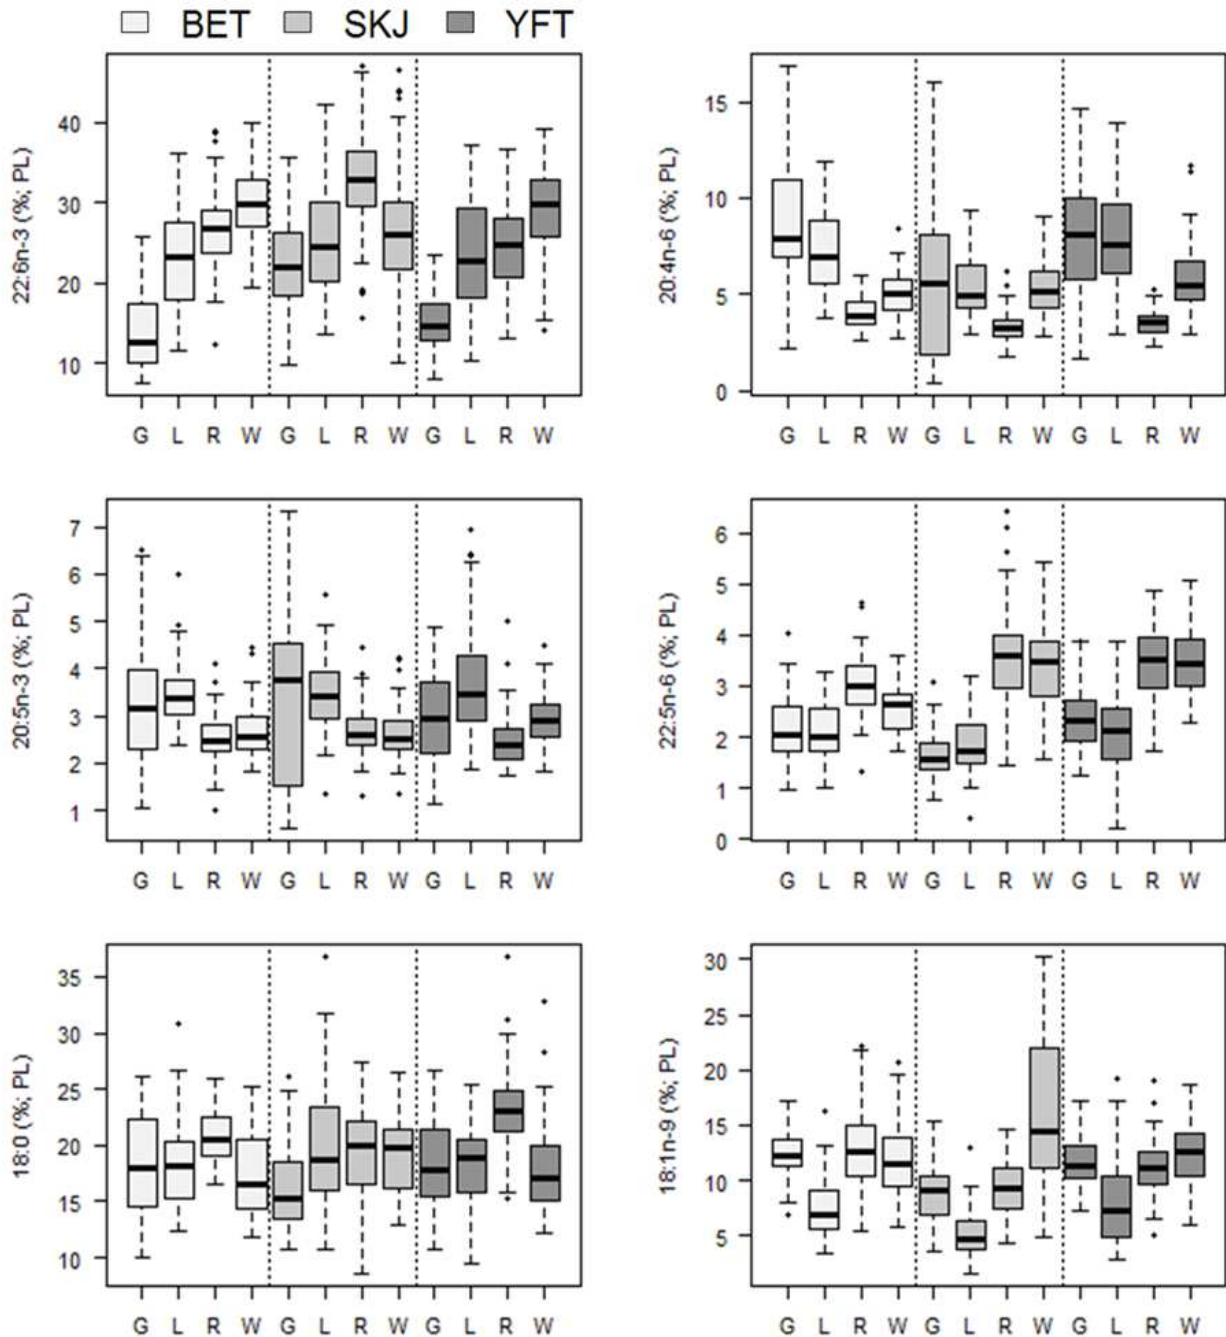 BET SKJ YFT
22:6n-3 (%; PL)
40
30
20
10
G L R W G L R W G L R W
20:4n-6 (%; PL)
15
10
5
0
G L R W G L R W G L R W
20:5n-3 (%; PL)
7
6
5
4
3
2
1
G L R W G L R W G L R W
22:5n-6 (%; PL)
6
5
4
3
2
1
0
G L R W G L R W G L R W
18:0 (%; PL)
35
30
25
20
15
10
G L R W G L R W G L R W
18:1n-9 (%; PL)
30
25
20
15
10
5
G L R W G L R W G L R W